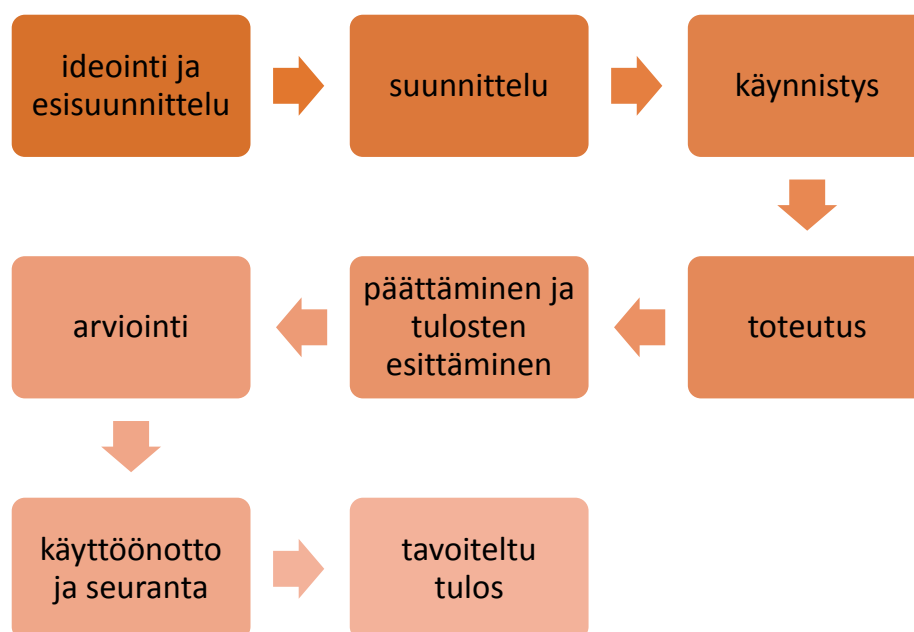 ideointi ja
esisuunnittelu
suunnittelu
käynnistys
toteutus
päättäminen ja
tulosten
esittäminen
arviointi
käyttöönotto
ja seuranta
tavoiteltu
tulos